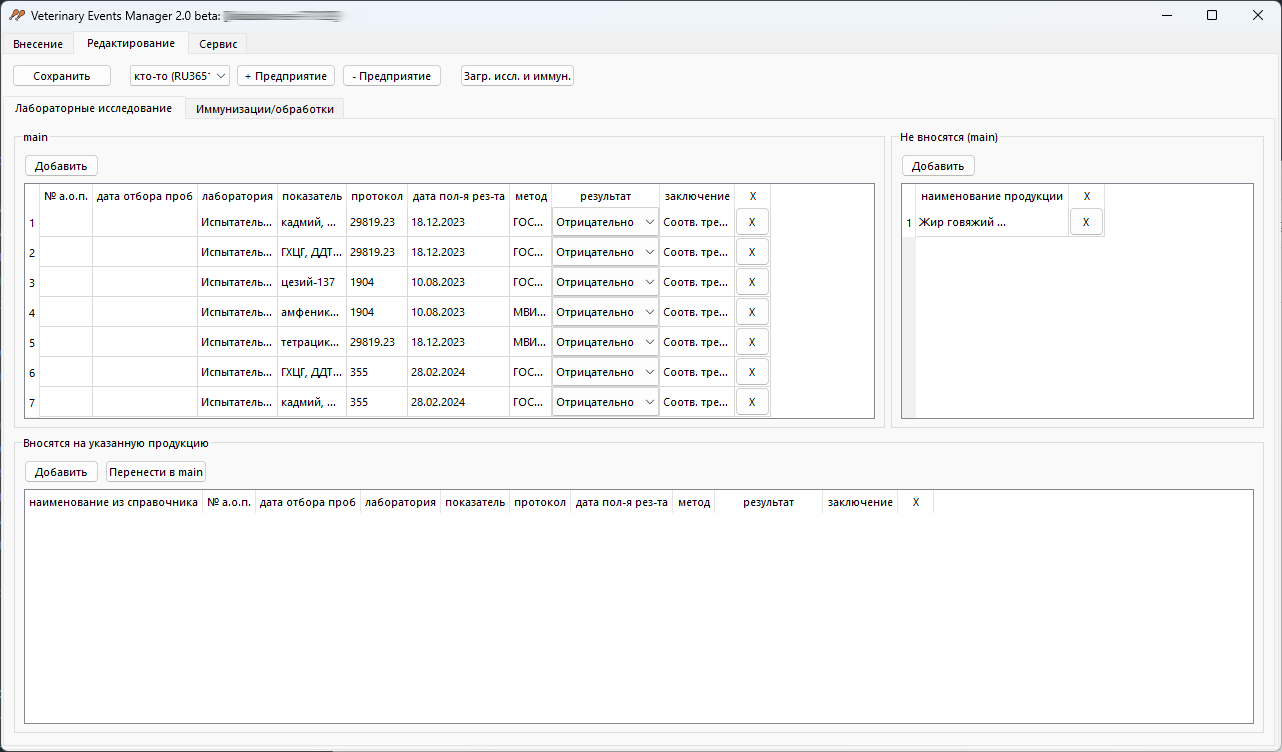 Veterinary Events Manager 2.0 beta:
Внесение Редактирование Сервис
Сохранить кто-то (RU365 + Предприятие - Предприятие Загр. иссл. и иммун.
Лабораторные исследование Иммунизации/обработки
main
Добавить
№ а.о.п. дата отбора проб лаборатория показатель протокол дата пол-я рез-та метод результат заключение X
1 Испытатель... кадмий, ... 29819.23 18.12.2023 ГОС... Отрицательно Соотв. тре... X
2 Испытатель... ГХЦГ, ДДТ... 29819.23 18.12.2023 ГОС... Отрицательно Соотв. тре... X
3 Испытатель... цезий-137 1904 10.08.2023 ГОС... Отрицательно Соотв. тре... X
4 Испытатель... амфеник... 1904 10.08.2023 МВИ... Отрицательно Соотв. тре... X
5 Испытатель... тетрацик... 29819.23 18.12.2023 МВИ... Отрицательно Соотв. тре... X
6 Испытатель... ГХЦГ, ДДТ... 355 28.02.2024 ГОС... Отрицательно Соотв. тре... X
7 Испытатель... кадмий, ... 355 28.02.2024 ГОС... Отрицательно Соотв. тре... X
Не вносятся (main)
Добавить
наименование продукции X
1 Жир говяжий ... X
Вносятся на указанную продукцию
Добавить Перенести в main
наименование из справочника № а.о.п. дата отбора проб лаборатория показатель протокол дата пол-я рез-та метод результат заключение X